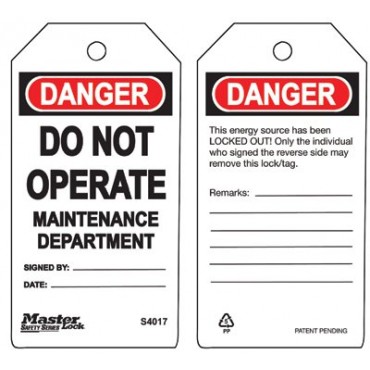 DANGER
DO NOT
OPERATE
MAINTENANCE
DEPARTMENT
SIGNED BY:
DATE:
Master Lock
SAFETY SERIES
S4017
DANGER
This energy source has been
LOCKED OUT! Only the individual
who signed the reverse side may
remove this lock/tag.
Remarks:
PP
PATENT PENDING